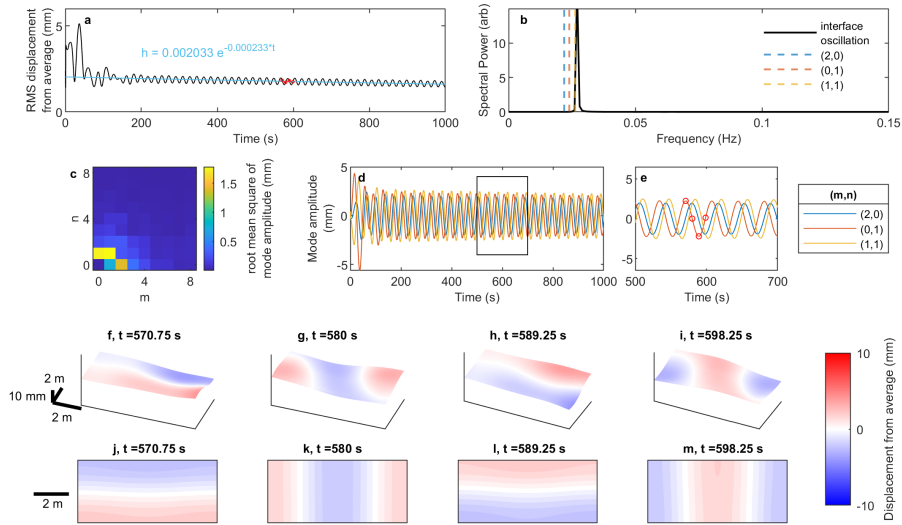 a
RMS displacement
from average (mm)
5
0
h = 0.002033 e-0.000233*t
0
200
400
600
800
1000
Time (s)
b
Spectral Power (arb)
15
10
5
0
interface
oscillation
(2,0)
(0,1)
(1,1)
0
0.05
0.1
0.15
Frequency (Hz)
c
8
n
4
0
0
4
8
m
1.5
1
0.5
root mean square of
mode amplitude (mm)
d
Mode amplitude
(mm)
5
0
-5
0
200
400
600
800
1000
Time (s)
e
5
0
-5
500
600
700
Time (s)
(m,n)
(2,0)
(0,1)
(1,1)
f, t =570.75 s
g, t =580 s
h, t =589.25 s
i, t =598.25 s
2 m
10 mm
2 m
j, t =570.75 s
k, t =580 s
l, t =589.25 s
m, t =598.25 s
2 m
10
0
-10
Displacement from average (mm)